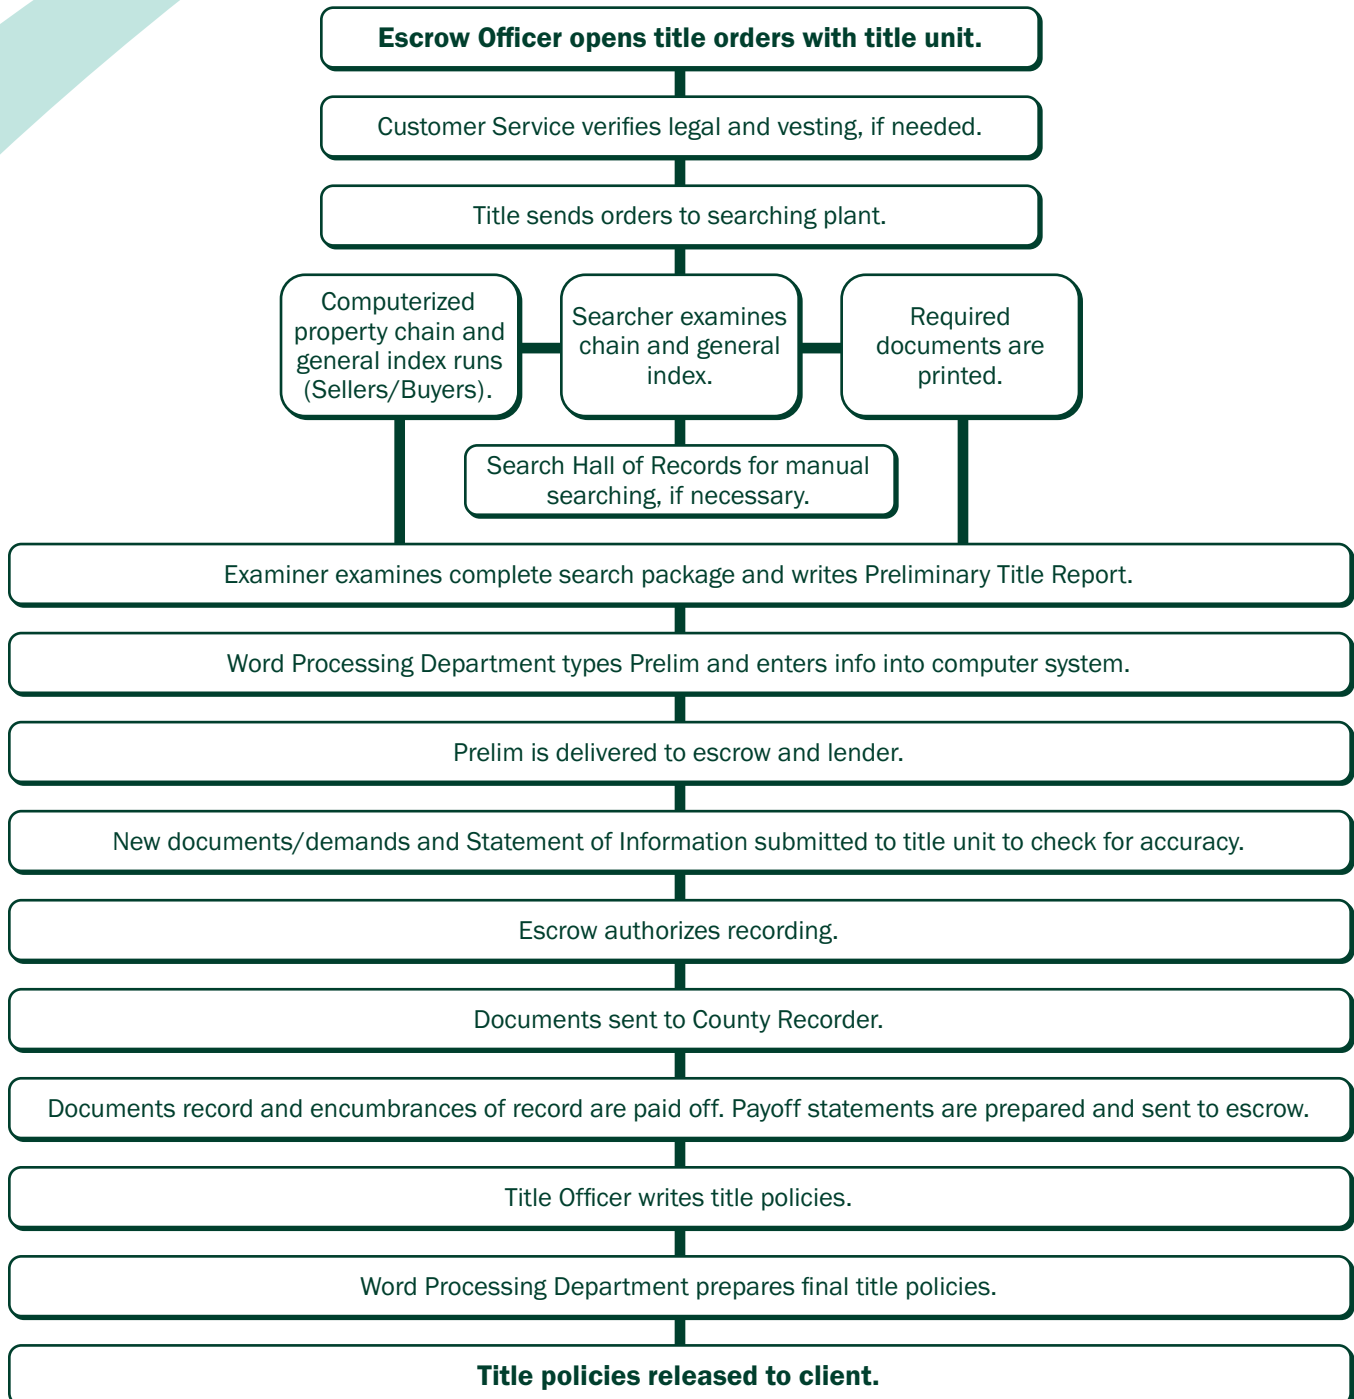 Escrow Officer opens title orders with title unit.
Customer Service verifies legal and vesting, if needed.
Title sends orders to searching plant.
Computerized
property chain and
general index runs
(Sellers/Buyers).
Searcher examines
chain and general
index.
Required
documents are
printed.
Search Hall of Records for manual
searching, if necessary.
Examiner examines complete search package and writes Preliminary Title Report.
Word Processing Department types Prelim and enters info into computer system.
Prelim is delivered to escrow and lender.
New documents/demands and Statement of Information submitted to title unit to check for accuracy.
Escrow authorizes recording.
Documents sent to County Recorder.
Documents record and encumbrances of record are paid off. Payoff statements are prepared and sent to escrow.
Title Officer writes title policies.
Word Processing Department prepares final title policies.
Title policies released to client.